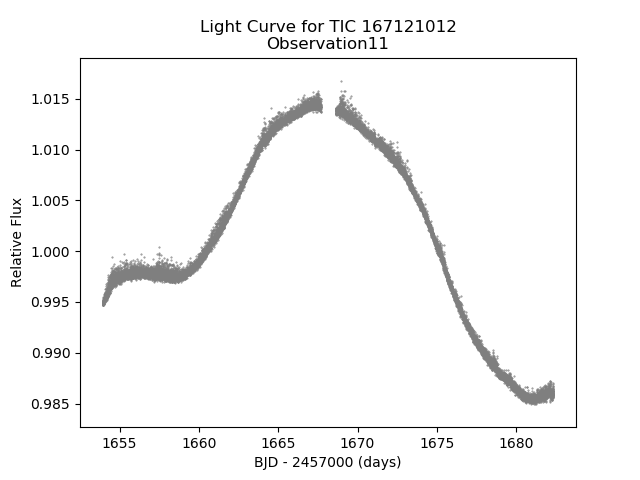 Light Curve for TIC 167121012
Observation11
1.015
1.010
1.005
1.000
0.995
0.990
0.985
Relative Flux
1655 1660 1665 1670 1675 1680
BJD - 2457000 (days)